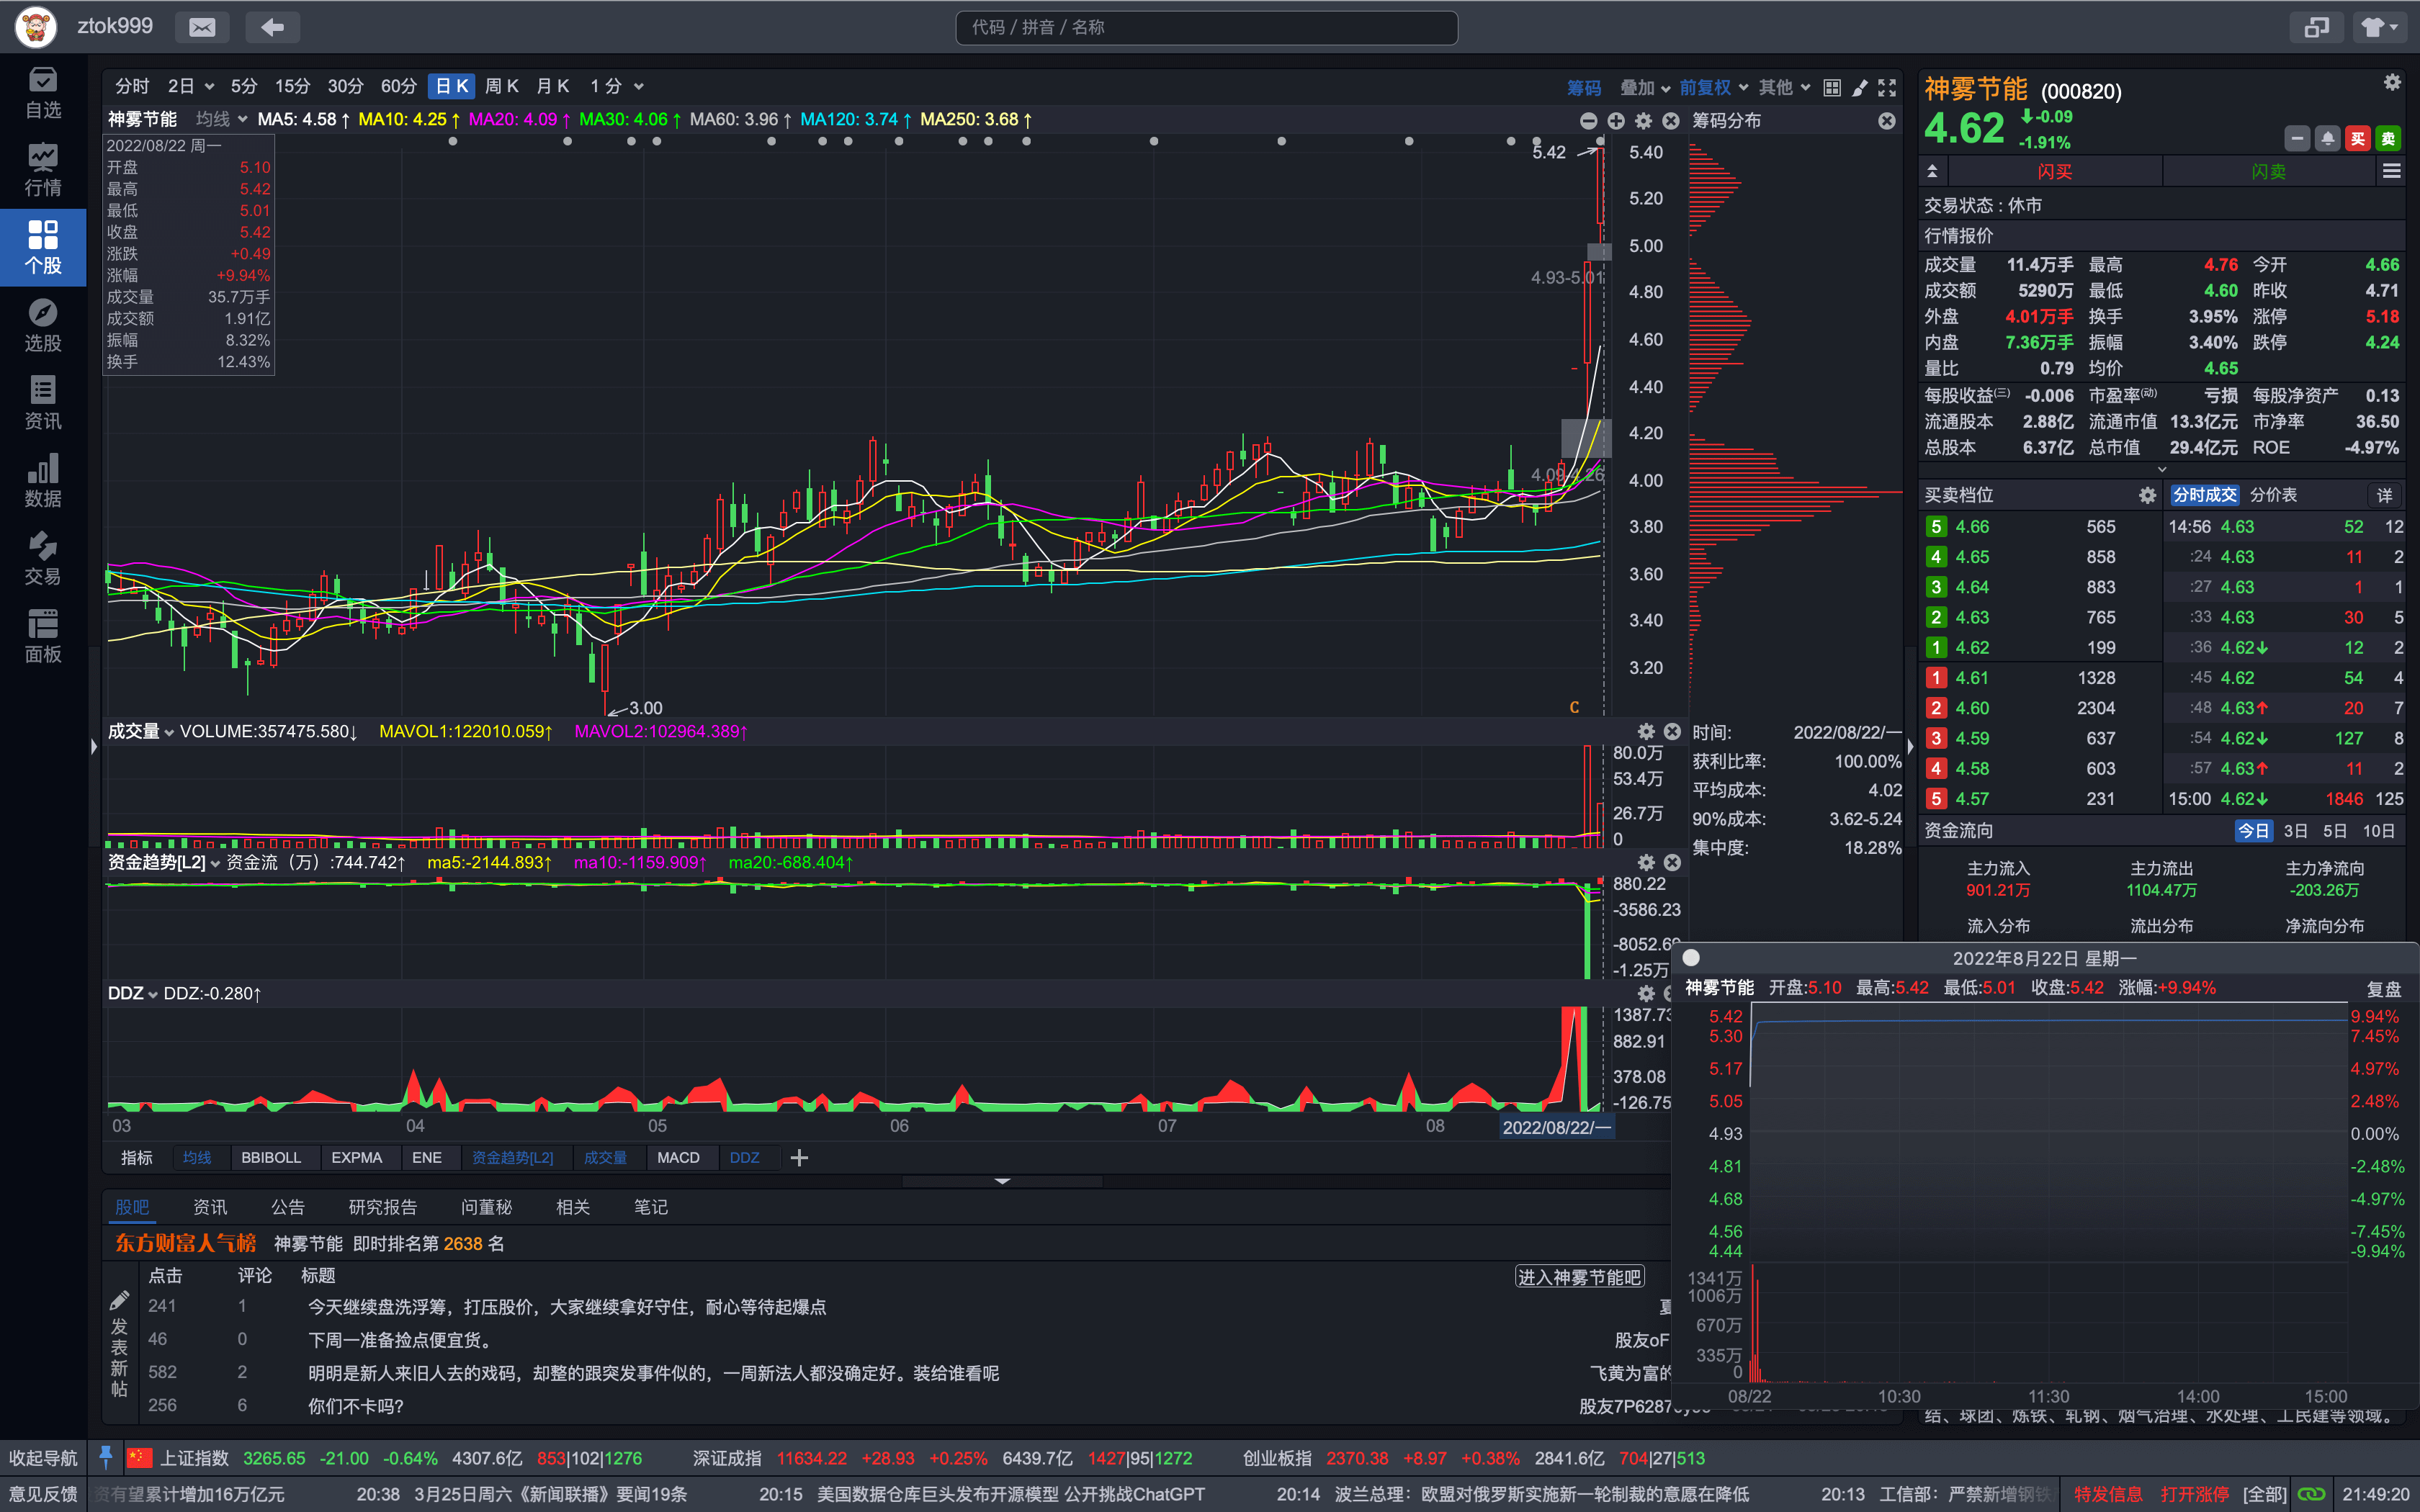 ztok999
代码 / 拼音 / 名称
自选
行情
个股
选股
资讯
数据
交易
面板
分时 2日 5分 15分 30分 60分 日K 周K 月K 1分
筹码 叠加 前复权 其他
神雾节能 均线 MA5: 4.58↑ MA10: 4.25↑ MA20: 4.09↑ MA30: 4.06↑ MA60: 3.96↑ MA120: 3.74↑ MA250: 3.68↑
筹码分布
2022/08/22 周一
开盘 5.10
最高 5.42
最低 5.01
收盘 5.42
涨跌 +0.49
涨幅 +9.94%
成交量 35.7万手
成交额 1.91亿
振幅 8.32%
换手 12.43%
5.42
4.93-5.01
4.09-4.26
3.00
C
5.40
5.20
5.00
4.80
4.60
4.40
4.20
4.00
3.80
3.60
3.40
3.20
成交量 VOLUME:357475.580↓ MAVOL1:122010.059↑ MAVOL2:102964.389↑
80.0万
53.4万
26.7万
0
时间: 2022/08/22/一
获利比率: 100.00%
平均成本: 4.02
90%成本: 3.62-5.24
集中度: 18.28%
资金趋势[L2] 资金流（万）:744.742↑ ma5:-2144.893↑ ma10:-1159.909↑ ma20:-688.404↑
880.22
-3586.23
-8052.69
-1.25万
DDZ DDZ:-0.280↑
1387.73
882.91
378.08
-126.75
03 04 05 06 07 08 2022/08/22/一
指标 均线 BBIBOLL EXPMA ENE 资金趋势[L2] 成交量 MACD DDZ
股吧 资讯 公告 研究报告 问董秘 相关 笔记
东方财富人气榜 神雾节能 即时排名第 2638 名
点击 评论 标题 进入神雾节能吧
241 1 今天继续盘洗浮筹，打压股价，大家继续拿好守住，耐心等待起爆点
46 0 下周一准备捡点便宜货。 股友oF
582 2 明明是新人来旧人去的戏码，却整的跟突发事件似的，一周新法人都没确定好。装给谁看呢 飞黄为富的
256 6 你们不卡吗?
发表新帖
神雾节能 (000820)
4.62 -0.09
-1.91%
买 卖
闪买 闪卖
交易状态 : 休市
行情报价
成交量 11.4万手 最高 4.76 今开 4.66
成交额 5290万 最低 4.60 昨收 4.71
外盘 4.01万手 换手 3.95% 涨停 5.18
内盘 7.36万手 振幅 3.40% 跌停 4.24
量比 0.79 均价 4.65
每股收益(三) -0.006 市盈率(动) 亏损 每股净资产 0.13
流通股本 2.88亿 流通市值 13.3亿元 市净率 36.50
总股本 6.37亿 总市值 29.4亿元 ROE -4.97%
买卖档位 分时成交 分价表 详
5 4.66 565 14:56 4.63 52 12
4 4.65 858 :24 4.63 11 2
3 4.64 883 :27 4.63 1 1
2 4.63 765 :33 4.63 30 5
1 4.62 199 :36 4.62↓ 12 2
1 4.61 1328 :45 4.62 54 4
2 4.60 2304 :48 4.63↑ 20 7
3 4.59 637 :54 4.62↓ 127 8
4 4.58 603 :57 4.63↑ 11 2
5 4.57 231 15:00 4.62↓ 1846 125
资金流向 今日 3日 5日 10日
主力流入 主力流出 主力净流向
901.21万 1104.47万 -203.26万
流入分布 流出分布 净流向分布
2022年8月22日 星期一
神雾节能 开盘:5.10 最高:5.42 最低:5.01 收盘:5.42 涨幅:+9.94% 复盘
5.42 9.94%
5.30 7.45%
5.17 4.97%
5.05 2.48%
4.93 0.00%
4.81 -2.48%
4.68 -4.97%
4.56 -7.45%
4.44 -9.94%
1341万
1006万
670万
335万
0
08/22 10:30 11:30 14:00 15:00
结、球团、炼铁、轧钢、烟气治理、水处理、工民建等领域。
收起导航 上证指数 3265.65 -21.00 -0.64% 4307.6亿 853|102|1276 深证成指 11634.22 +28.93 +0.25% 6439.7亿 1427|95|1272 创业板指 2370.38 +8.97 +0.38% 2841.6亿 704|27|513
意见反馈 资有望累计增加16万亿元 20:38 3月25日周六《新闻联播》要闻19条 20:15 美国数据仓库巨头发布开源模型 公开挑战ChatGPT 20:14 波兰总理：欧盟对俄罗斯实施新一轮制裁的意愿在降低 20:13 工信部：严禁新增钢铁 特发信息 打开涨停 [全部] 21:49:20